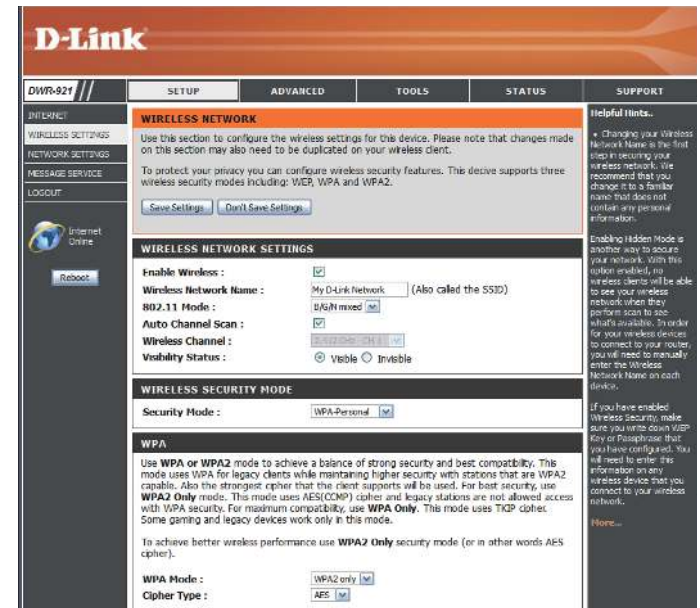 D-Link
DWR-921
SETUP
ADVANCED
TOOLS
STATUS
SUPPORT
INTERNET
WIRELESS SETTINGS
NETWORK SETTINGS
MESSAGE SERVICE
LOGOUT
Internet
Online
Reboot
WIRELESS NETWORK
Use this section to configure the wireless settings for this device. Please note that changes made
on this section may also need to be duplicated on your wireless client.
To protect your privacy you can configure wireless security features. This decive supports three
wireless security modes including: WEP, WPA and WPA2.
Save Settings
Don't Save Settings
WIRELESS NETWORK SETTINGS
Enable Wireless :
Wireless Network Name : My D-Link Network (Also called the SSID)
802.11 Mode : B/G/N mixed
Auto Channel Scan :
Wireless Channel :
Visibility Status : Visible Invisible
WIRELESS SECURITY MODE
Security Mode : WPA-Personal
WPA
Use WPA or WPA2 mode to achieve a balance of strong security and best compatibility. This
mode uses WPA for legacy clients while maintaining higher security with stations that are WPA2
capable. Also the strongest cipher that the client supports will be used. For best security, use
WPA2 Only mode. This mode uses AES(CCMP) cipher and legacy stations are not allowed access
with WPA security. For maximum compatibility, use WPA Only. This mode uses TKIP cipher.
Some gaming and legacy devices work only in this mode.
To achieve better wireless performance use WPA2 Only security mode (or in other words AES
cipher).
WPA Mode : WPA2 only
Cipher Type : AES
Helpful Hints..
• Changing your Wireless
Network Name is the first
step in securing your
wireless network. We
recommend that you
change it to a familiar
name that does not
contain any personal
information.
Enabling Hidden Mode is
another way to secure
your network. With this
option enabled, no
wireless clients will be able
to see your wireless
network when they
perform scan to see
what's available. In order
for your wireless devices
to connect to your router,
you will need to manually
enter the Wireless
Network Name on each
device.
If you have enabled
Wireless Security, make
sure you write down WEP
Key or Passphrase that
you have configured. You
will need to enter this
information on any
wireless device that you
connect to your wireless
network.
More...